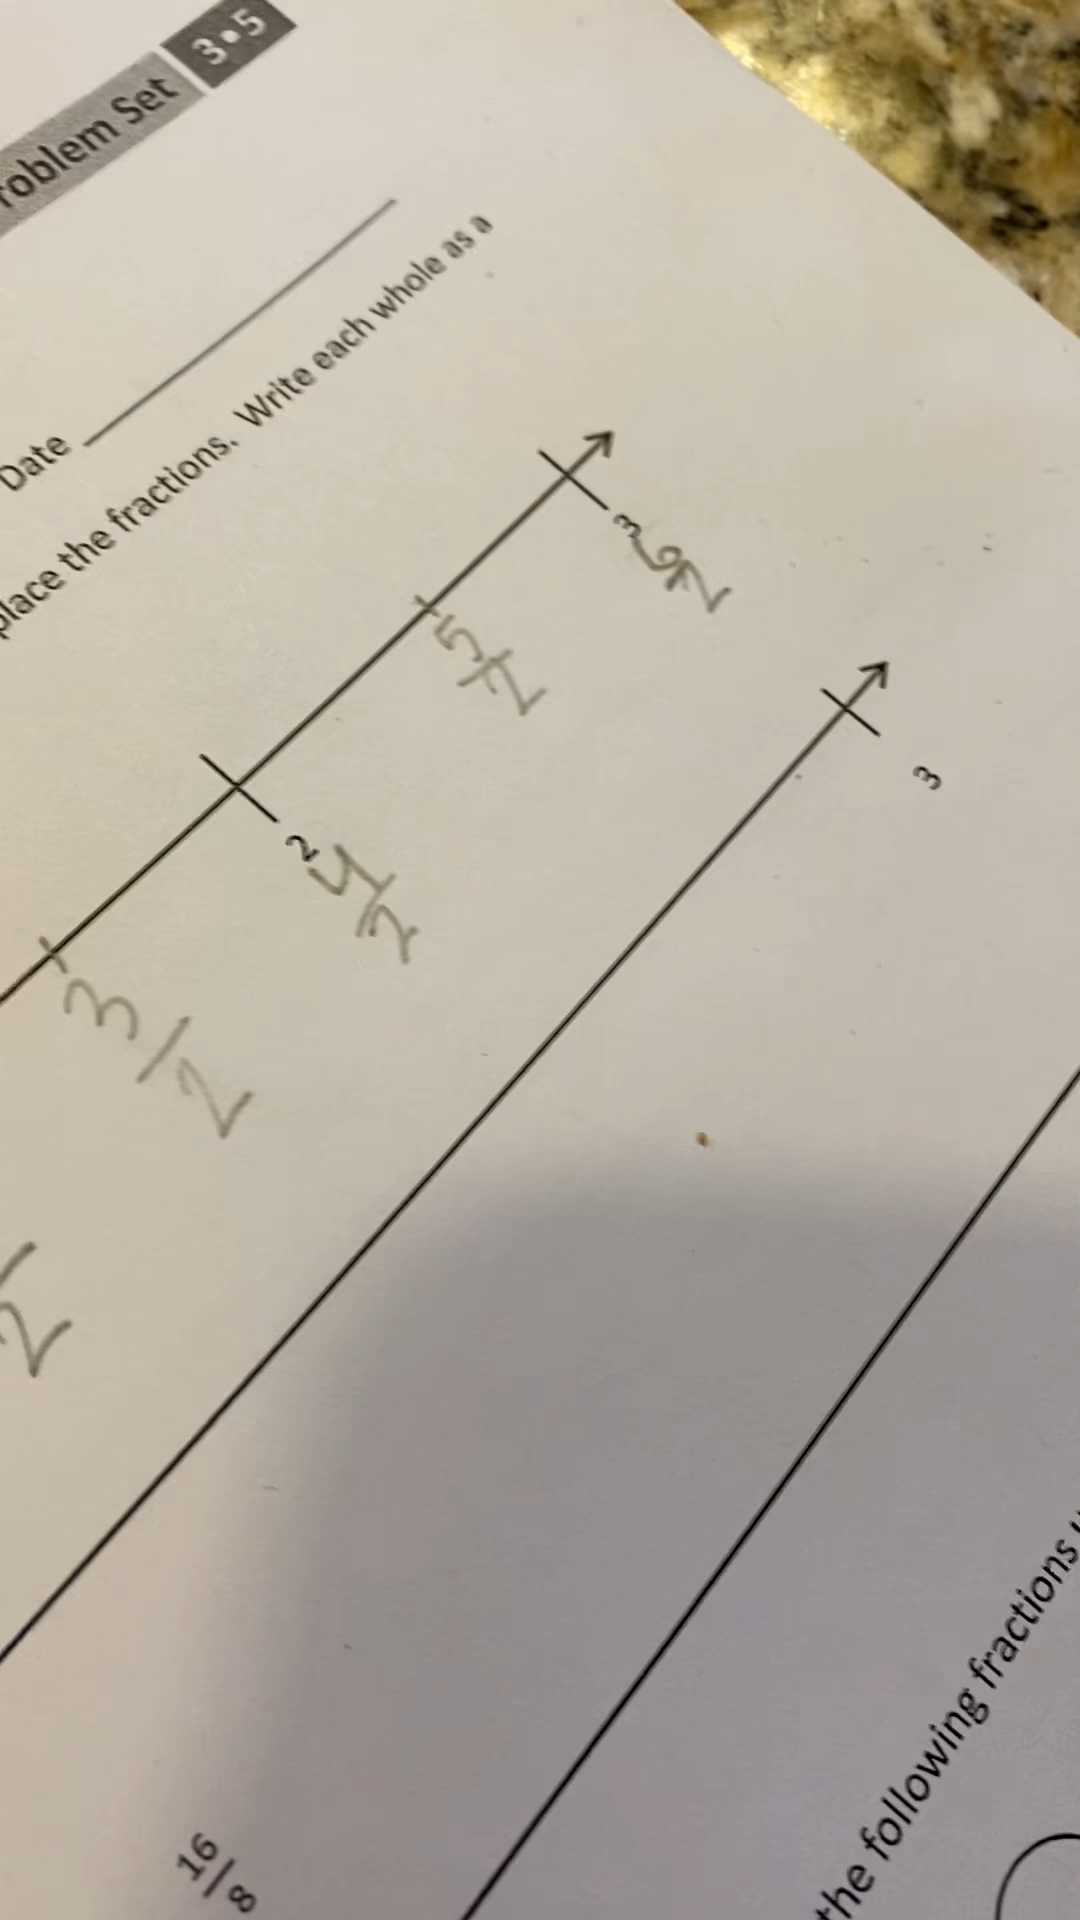 Problem Set 3•5
Date
place the fractions. Write each whole as a
2 3
3/2 4/2 5/2 6/2
2
3
16/8
the following fractions